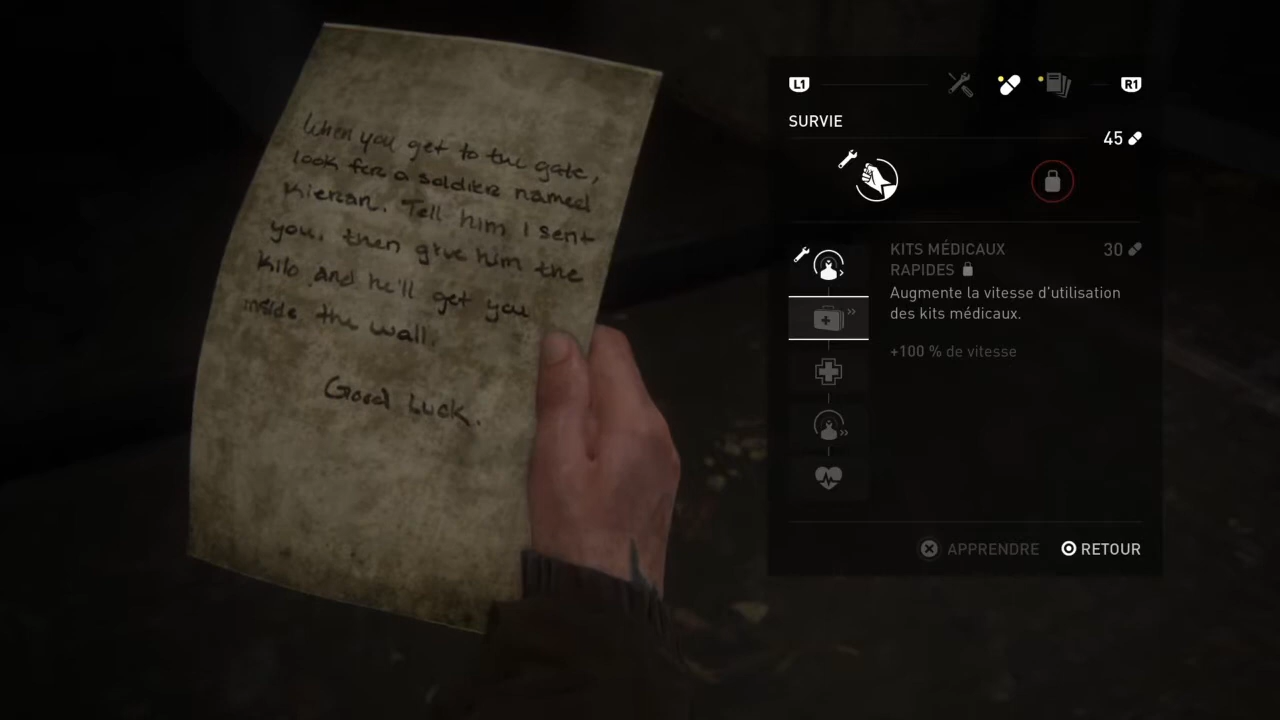 When you get to the gate,
look for a soldier named
Kieran. Tell him I sent
you, then give him the
kilo and he'll get you
inside the wall.
Good Luck.
L1
R1
SURVIE
45
KITS MÉDICAUX
RAPIDES
30
Augmente la vitesse d'utilisation
des kits médicaux.
+100 % de vitesse
APPRENDRE
RETOUR